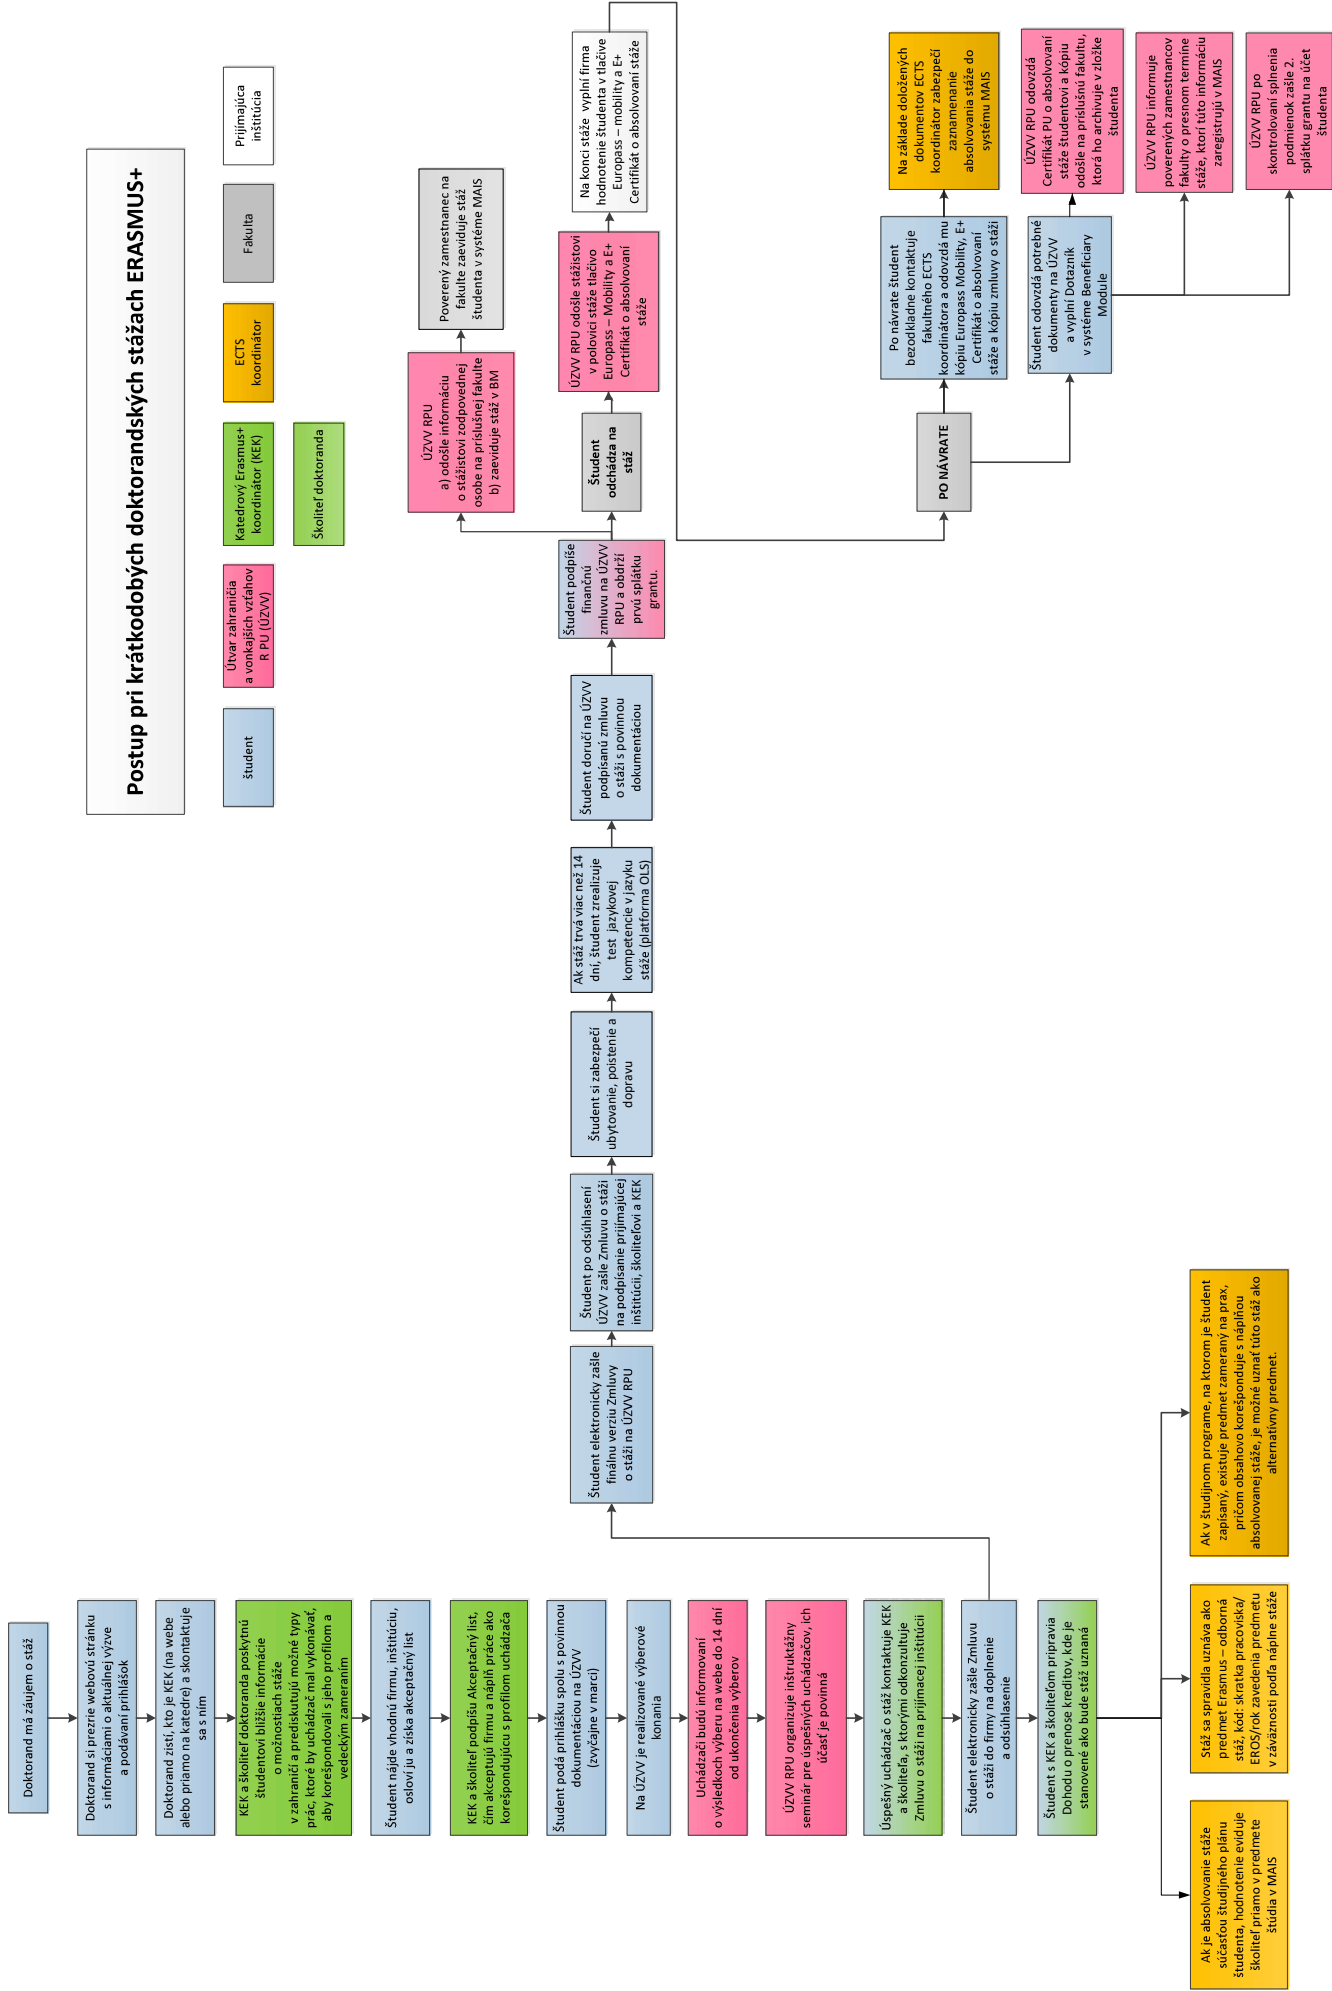 Postup pri krátkodobých doktorandských stážach ERASMUS+
študent
Útvar zahraničia
a vonkajších vzťahov
R PU (ÚZVV)
Katedrový Erasmus+
koordinátor (KEK)
Školiteľ doktoranda
ECTS
koordinátor
Fakulta
Prijímajúca
inštitúcia
Doktorand má záujem o stáž
Doktorand si prezrie webovú stránku
s informáciami o aktuálnej výzve
a podávaní prihlášok
Doktorand zistí, kto je KEK (na webe
alebo priamo na katedre) a skontaktuje
sa s ním
KEK a školiteľ doktoranda poskytnú
študentovi bližšie informácie
o možnostiach stáže
v zahraničí a prediskutujú možné typy
prác, ktoré by uchádzač mal vykonávať,
aby korešpondovali s jeho profilom a
vedeckým zameraním
Študent nájde vhodnú firmu, inštitúciu,
osloví ju a získa akceptačný list
KEK a školiteľ podpíšu Akceptačný list,
čím akceptujú firmu a náplň práce ako
korešpondujúcu s profilom uchádzača
Študent podá prihlášku spolu s povinnou
dokumentáciou na ÚZVV
(zvyčajne v marci)
Na ÚZVV je realizované výberové
konania
Uchádzači budú informovaní
o výsledkoch výberu na webe do 14 dní
od ukončenia výberov
ÚZVV RPU organizuje inštruktážny
seminár pre úspešných uchádzačov, ich
účasť je povinná
Úspešný uchádzač o stáž kontaktuje KEK
a školiteľa, s ktorými odkonzultuje
Zmluvu o stáži na prijímacej inštitúcii
Študent elektronicky zašle Zmluvu
o stáži do firmy na doplnenie
a odsúhlasenie
Študent s KEK a školiteľom pripravia
Dohodu o prenose kreditov, kde je
stanovené ako bude stáž uznaná
Ak je absolvovanie stáže
súčasťou študijného plánu
študenta, hodnotenie eviduje
školiteľ priamo v predmete
štúdia v MAIS
Stáž sa spravidla uznáva ako
predmet Erasmus – odborná
stáž, kód: skratka pracoviska/
EROS/rok zavedenia predmetu
v záväznosti podľa náplne stáže
Ak v študijnom programe, na ktorom je študent
zapísaný, existuje predmet zameraný na prax,
pričom obsahovo korešponduje s náplňou
absolvovanej stáže, je možné uznať túto stáž ako
alternatívny predmet.
Študent elektronicky zašle
finálnu verziu Zmluvy
o stáži na ÚZVV RPU
Študent po odsúhlasení
ÚZVV zašle Zmluvu o stáži
na podpísanie prijímajúcej
inštitúcii, školiteľovi a KEK
Študent si zabezpečí
ubytovanie, poistenie a
dopravu
Ak stáž trvá viac než 14
dní, študent zrealizuje
test jazykovej
kompetencie v jazyku
stáže (platforma OLS)
Študent doručí na ÚZVV
podpísanú zmluvu
o stáži s povinnou
dokumentáciou
Študent podpíše
finančnú
zmluvu na ÚZVV
RPU a obdrží
prvú splátku
grantu.
ÚZVV RPU
a) odošle informáciu
o stážistovi zodpovednej
osobe na príslušnej fakulte
b) zaeviduje stáž v BM
Poverený zamestnanec na
fakulte zaeviduje stáž
študenta v systéme MAIS
Študent
odchádza na
stáž
ÚZVV RPU odošle stážistovi
v polovici stáže tlačivo
Europass – Mobility a E+
Certifikát o absolvovaní
stáže
Na konci stáže vyplní firma
hodnotenie študenta v tlačive
Europass – mobility a E+
Certifikát o absolvovaní stáže
PO NÁVRATE
Po návrate študent
bezodkladne kontaktuje
fakultného ECTS
koordinátora a odovzdá mu
kópiu Europass Mobility, E+
Certifikát o absolvovaní
stáže a kópiu zmluvy o stáži
Na základe doložených
dokumentov ECTS
koordinátor zabezpečí
zaznamenanie
absolvovania stáže do
systému MAIS
Študent odovzdá potrebné
dokumenty na ÚZVV
a vyplní Dotazník
v systéme Beneficiary
Module
ÚZVV RPU odovzdá
Certifikát PU o absolvovaní
stáže študentovi a kópiu
odošle na príslušnú fakultu,
ktorá ho archivuje v zložke
študenta
ÚZVV RPU informuje
poverených zamestnancov
fakulty o presnom termíne
stáže, ktorí túto informáciu
zaregistrujú v MAIS
ÚZVV RPU po
skontrolovaní splnenia
podmienok zašle 2.
splátku grantu na účet
študenta